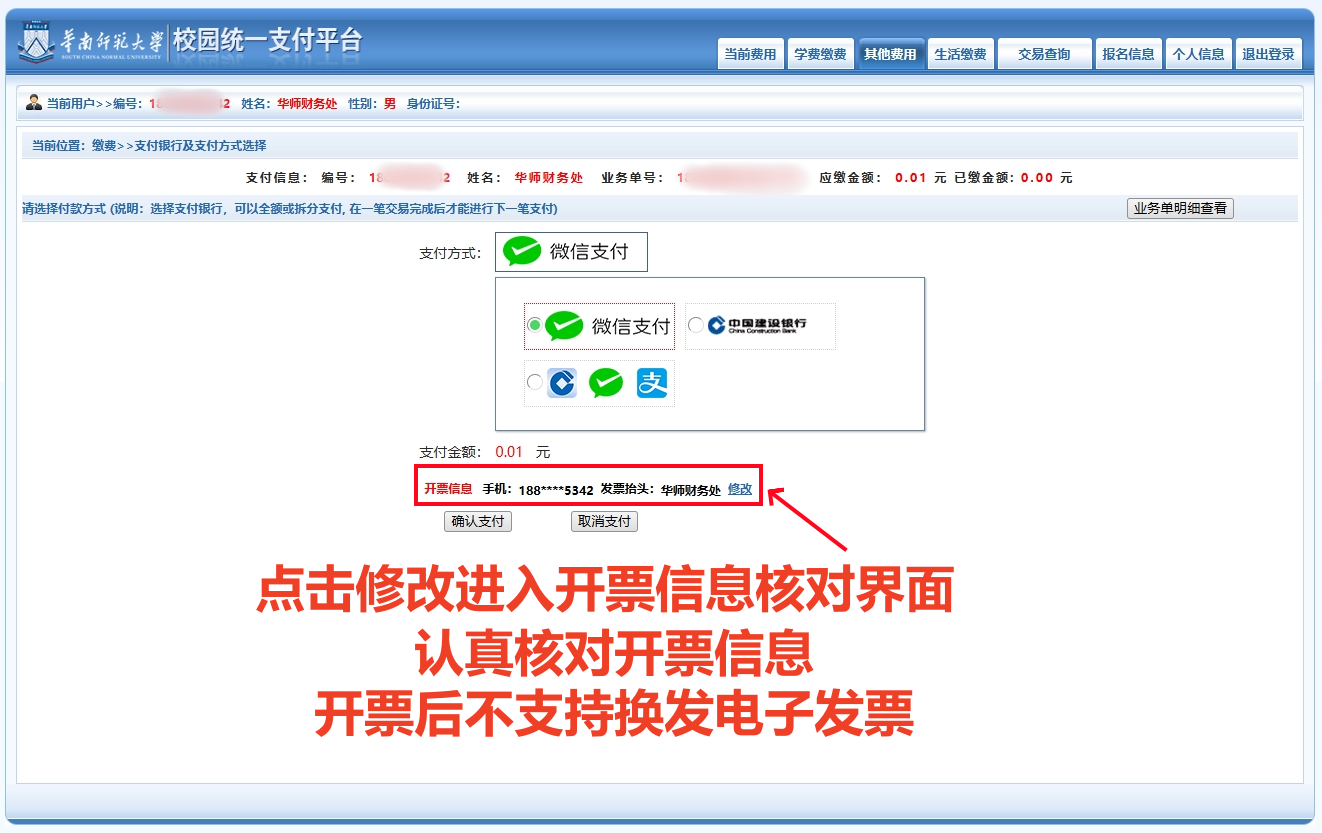 华南师范大学 校园统一支付平台
SOUTH CHINA NORMAL UNIVERSITY
当前费用 学费缴费 其他费用 生活缴费 交易查询 报名信息 个人信息 退出登录
当前用户>>编号: 18 2 姓名: 华师财务处 性别: 男 身份证号:
当前位置: 缴费>>支付银行及支付方式选择
支付信息: 编号: 18 2 姓名: 华师财务处 业务单号: 1 应缴金额: 0.01 元 已缴金额: 0.00 元
请选择付款方式 (说明: 选择支付银行, 可以全额或拆分支付, 在一笔交易完成后才能进行下一笔支付)
业务单明细查看
支付方式: 微信支付
微信支付 中国建设银行
China Construction Bank
支
支付金额: 0.01 元
开票信息 手机: 188****5342 发票抬头: 华师财务处 修改
确认支付 取消支付
点击修改进入开票信息核对界面
认真核对开票信息
开票后不支持换发电子发票